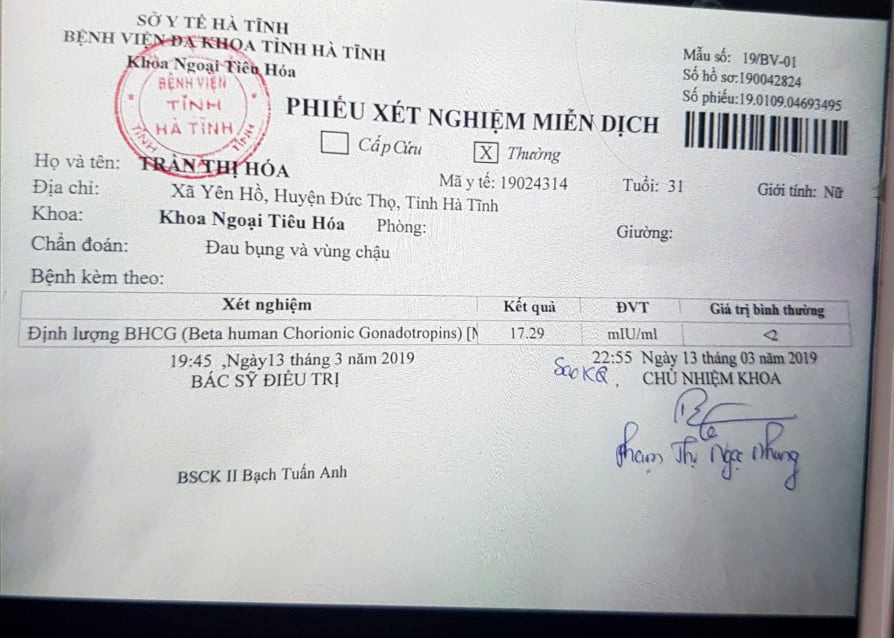 SỞ Y TẾ HÀ TĨNH
BỆNH VIỆN ĐA KHOA TỈNH HÀ TĨNH
Khoa Ngoại Tiêu Hóa
BỆNH VIỆN
TỈNH
HÀ TĨNH
TỈNH
TĨNH
Mẫu số: 19/BV-01
Số hồ sơ:190042824
Số phiếu:19.0109.04693495
PHIẾU XÉT NGHIỆM MIỄN DỊCH
Cấp Cứu
X Thường
Họ và tên: TRẦN THỊ HÓA
Mã y tế: 19024314 Tuổi: 31 Giới tính: Nữ
Địa chỉ: Xã Yên Hồ, Huyện Đức Thọ, Tỉnh Hà Tĩnh
Khoa: Khoa Ngoại Tiêu Hóa Phòng: Giường:
Chẩn đoán: Đau bụng và vùng chậu
Bệnh kèm theo:
Xét nghiệm Kết quả ĐVT Giá trị bình thường
Định lượng BHCG (Beta human Chorionic Gonadotropins) [N 17.29 mIU/ml <2
19:45 ,Ngày13 tháng 3 năm 2019 22:55 Ngày 13 tháng 03 năm 2019
BÁC SỸ ĐIỀU TRỊ Sao KQ, CHỦ NHIỆM KHOA
Phạm Thị Ngọc Nhung
BSCK II Bạch Tuấn Anh